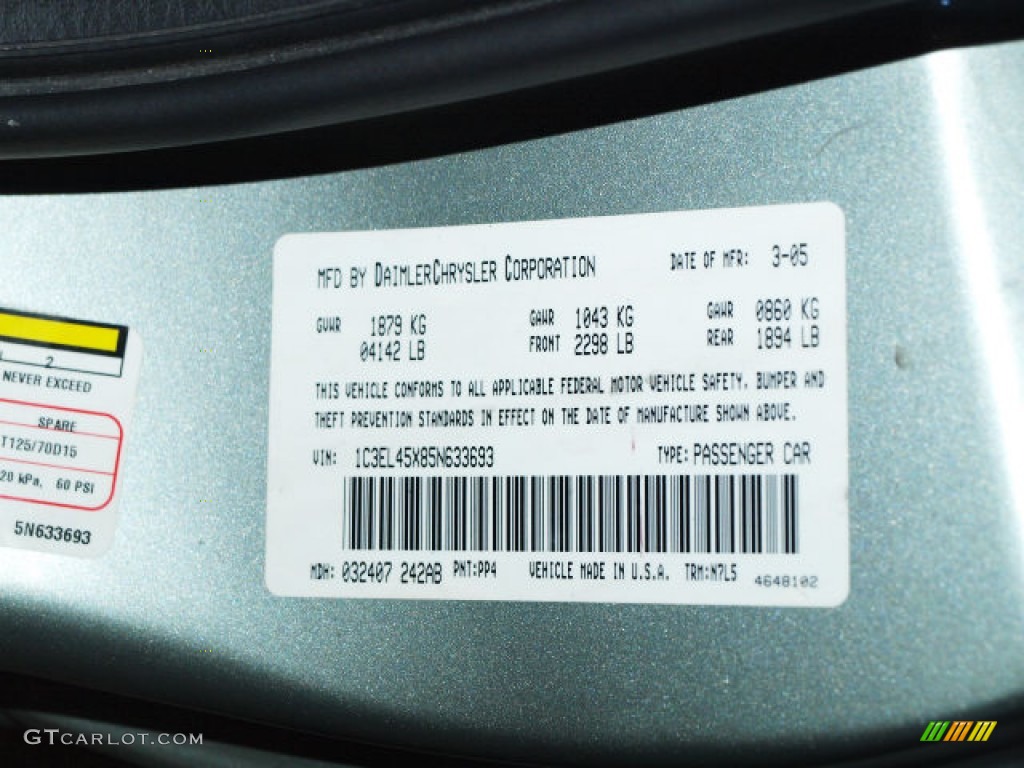 MFD BY DAIMLERCHRYSLER CORPORATION DATE OF MFR: 3-05
GVWR 1879 KG GAWR 1043 KG GAWR 0860 KG
04142 LB FRONT 2298 LB REAR 1894 LB
THIS VEHICLE CONFORMS TO ALL APPLICABLE FEDERAL MOTOR VEHICLE SAFETY, BUMPER AND
THEFT PREVENTION STANDARDS IN EFFECT ON THE DATE OF MANUFACTURE SHOWN ABOVE.
VIN: 1C3EL45X85N633693 TYPE: PASSENGER CAR
MDH: 032407 242AB PNT:PP4 VEHICLE MADE IN U.S.A. TRM:N7L5 4648102
2
NEVER EXCEED
SPARE
T125/70D15
20 kPa, 60 PSI
5N633693
GTCARLOT.COM